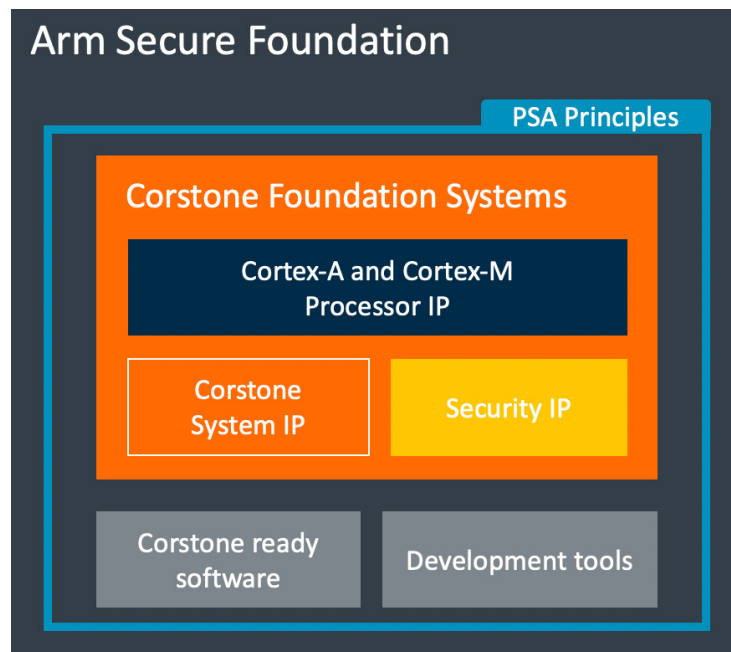 Arm Secure Foundation
PSA Principles
Corstone Foundation Systems
Cortex-A and Cortex-M
Processor IP
Corstone
System IP
Security IP
Corstone ready
software
Development tools